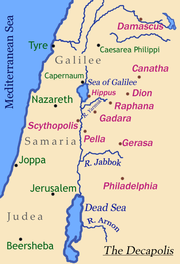 Damascus
Mediterranean Sea
Tyre
Caesarea Philippi
Galilee
Canatha
Capernaum
Sea of Galilee
Hippus
Dion
Nazareth
Raphana
R. Yarmuk
Gadara
Scythopolis
Samaria
Pella
Gerasa
Joppa
R. Jabbok
Philadelphia
Jerusalem
Dead Sea
Judea
R. Arnon
Beersheba
The Decapolis